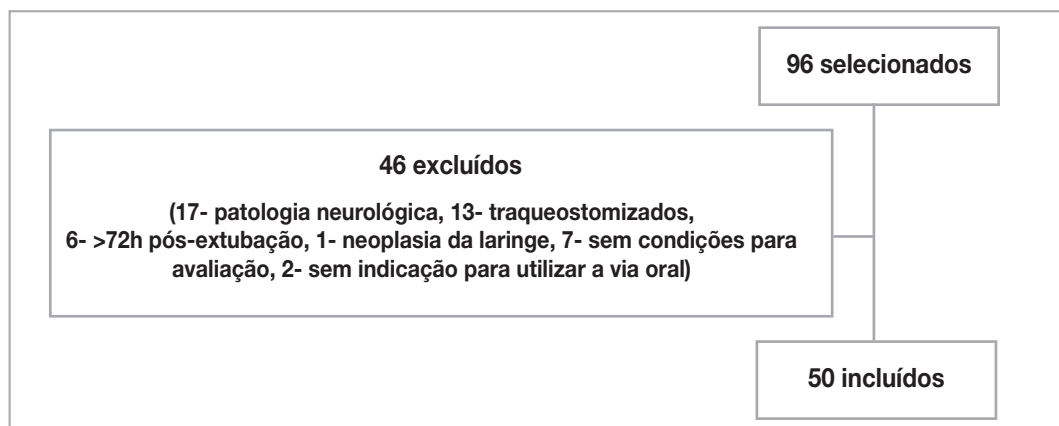 96 selecionados
46 excluídos
(17- patologia neurológica, 13- traqueostomizados,
6- >72h pós-extubação, 1- neoplasia da laringe, 7- sem condições para
avaliação, 2- sem indicação para utilizar a via oral)
50 incluídos